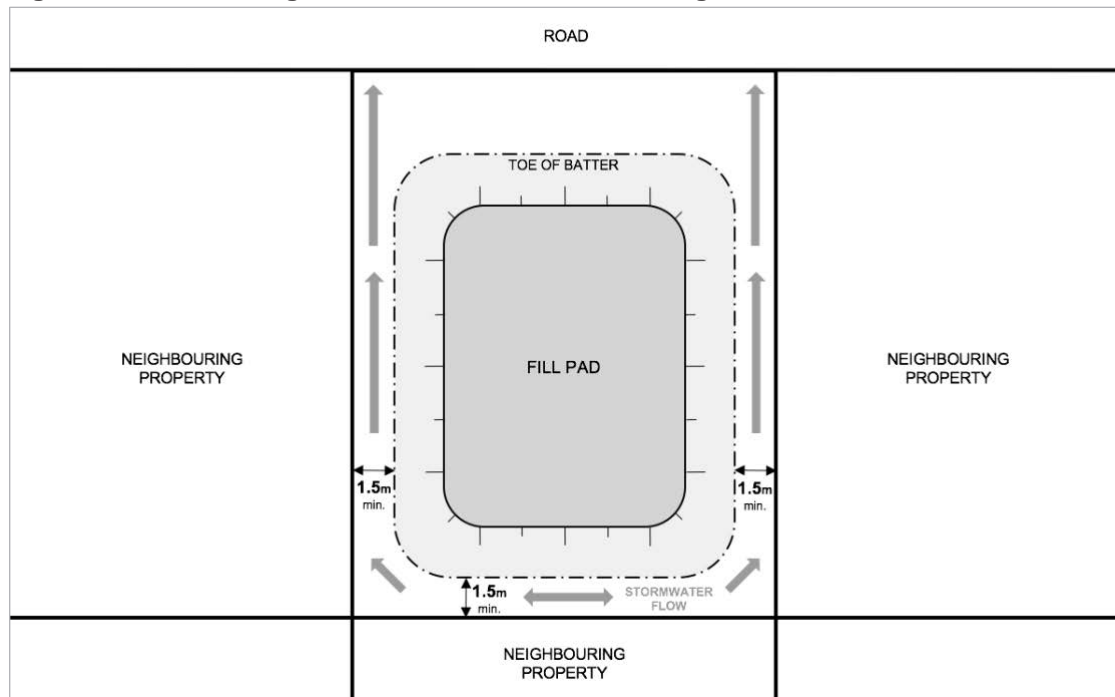 ROAD
TOE OF BATTER
FILL PAD
NEIGHBOURING
PROPERTY
NEIGHBOURING
PROPERTY
1.5m
min.
1.5m
min.
1.5m
min.
STORMWATER
FLOW
NEIGHBOURING
PROPERTY